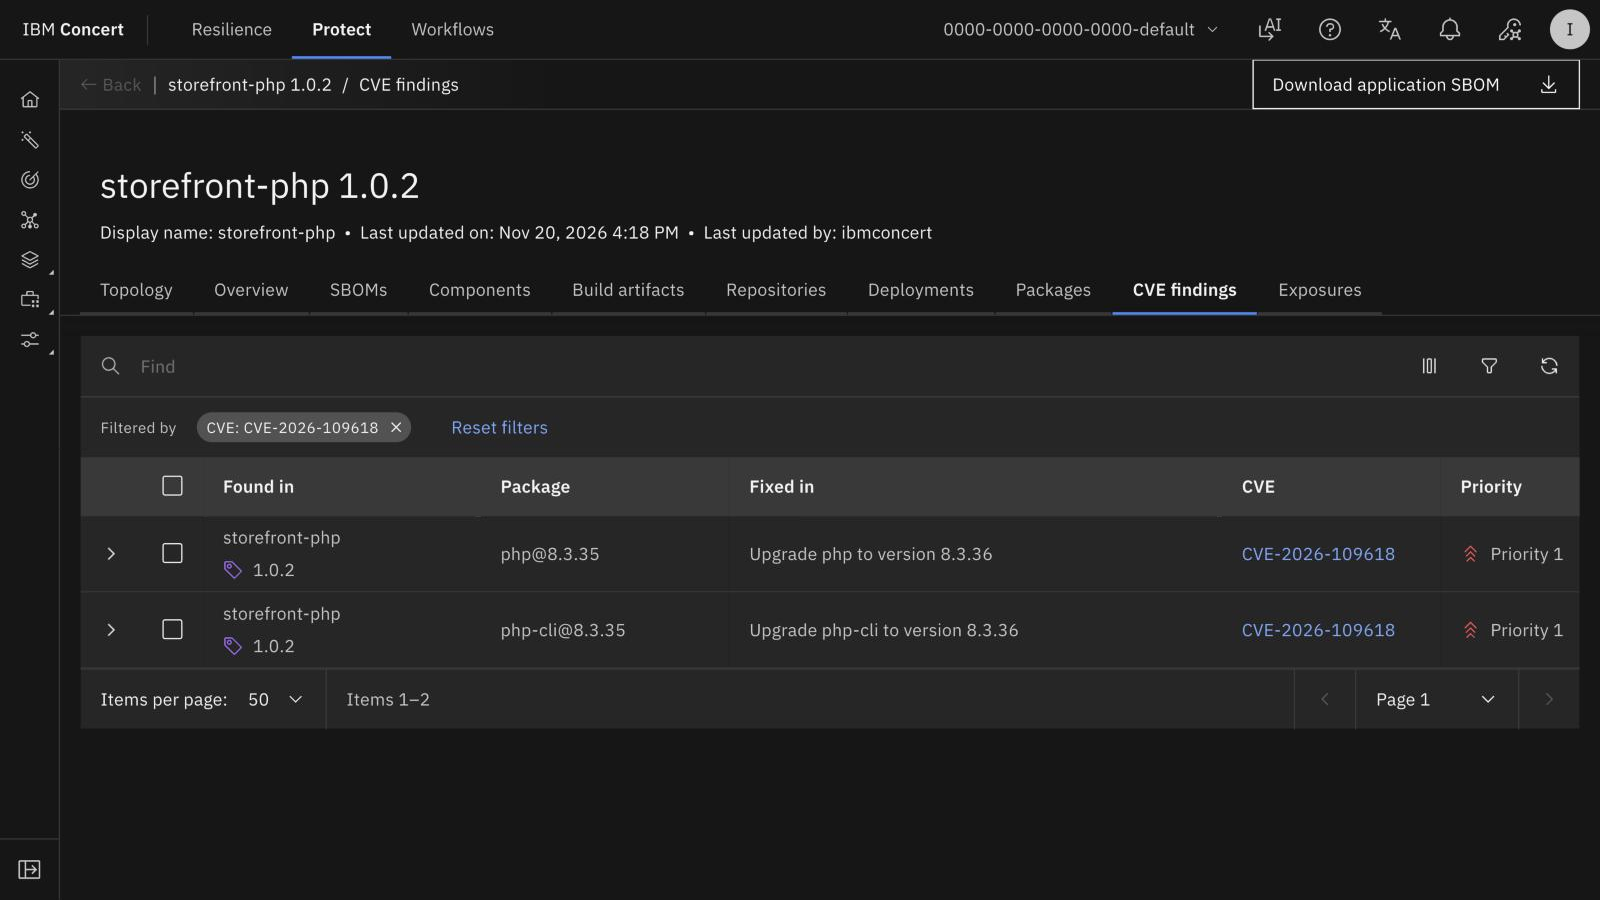 IBM Concert
Resilience
Protect
Workflows
0000-0000-0000-0000-default
AI
I
Back | storefront-php 1.0.2 / CVE findings
Download application SBOM
storefront-php 1.0.2
Display name: storefront-php • Last updated on: Nov 20, 2026 4:18 PM • Last updated by: ibmconcert
Topology
Overview
SBOMs
Components
Build artifacts
Repositories
Deployments
Packages
CVE findings
Exposures
Find
Filtered by
CVE: CVE-2026-109618
Reset filters
Found in Package Fixed in CVE Priority
storefront-php
1.0.2
php@8.3.35
Upgrade php to version 8.3.36
CVE-2026-109618
Priority 1
storefront-php
1.0.2
php-cli@8.3.35
Upgrade php-cli to version 8.3.36
CVE-2026-109618
Priority 1
Items per page: 50
Items 1–2
Page 1